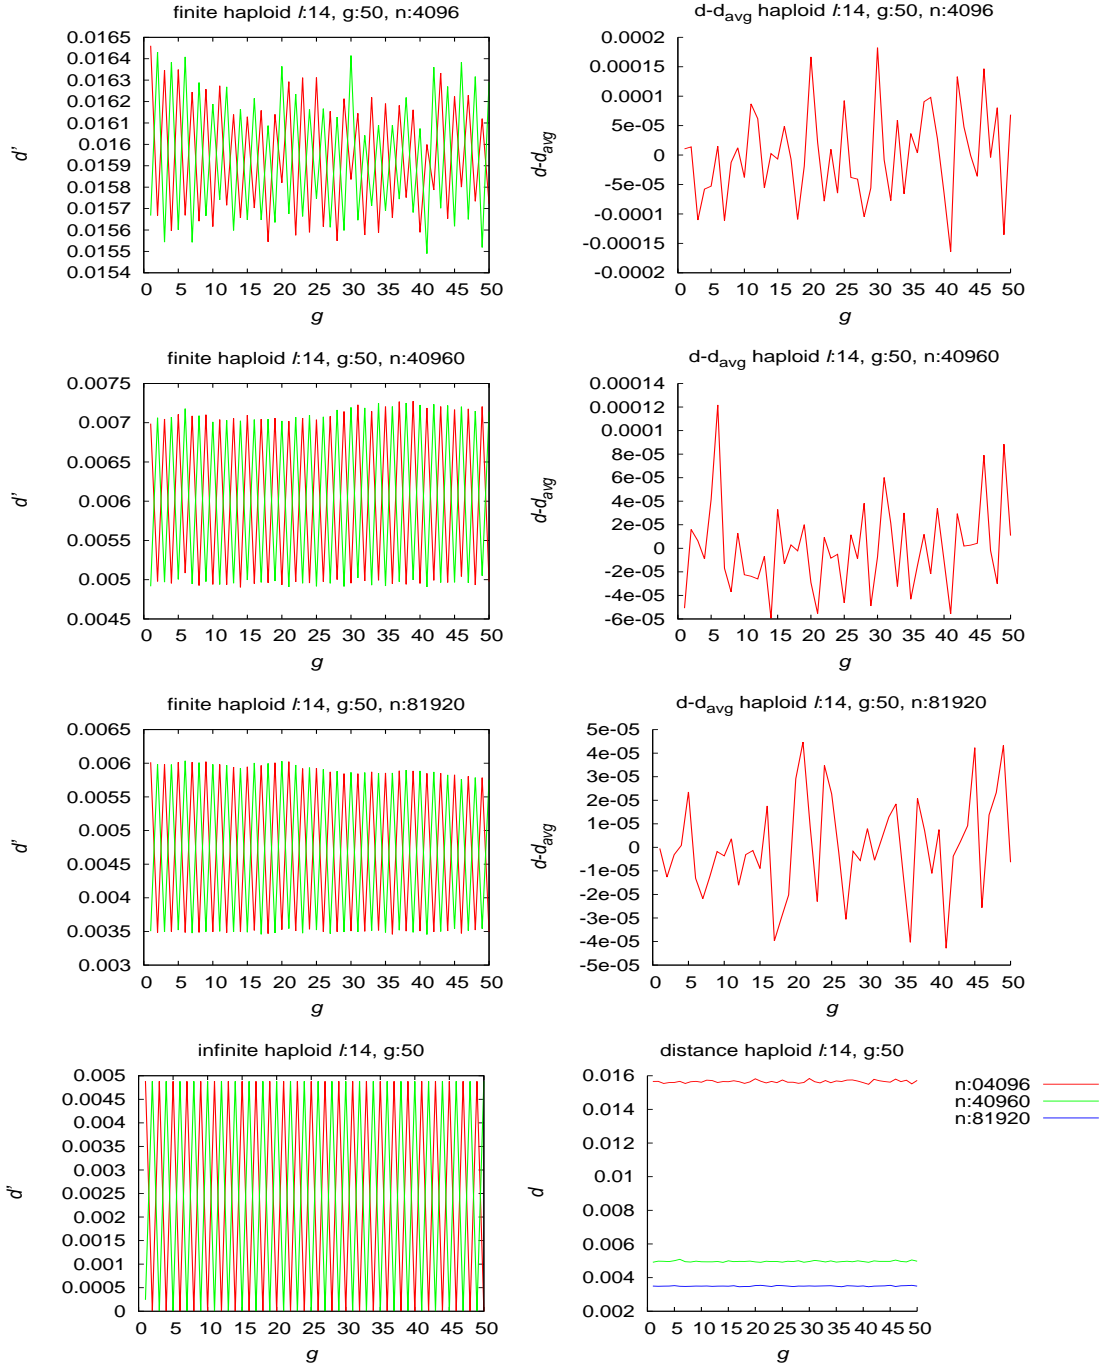 finite haploid l:14, g:50, n:4096
0.0165
0.0164
0.0163
0.0162
0.0161
0.016
0.0159
0.0158
0.0157
0.0156
0.0155
0.0154
d'
0 5 10 15 20 25 30 35 40 45 50
g
d-davg haploid l:14, g:50, n:4096
0.0002
0.00015
0.0001
5e-05
0
-5e-05
-0.0001
-0.00015
-0.0002
d-davg
0 5 10 15 20 25 30 35 40 45 50
g
finite haploid l:14, g:50, n:40960
0.0075
0.007
0.0065
0.006
0.0055
0.005
0.0045
d'
0 5 10 15 20 25 30 35 40 45 50
g
d-davg haploid l:14, g:50, n:40960
0.00014
0.00012
0.0001
8e-05
6e-05
4e-05
2e-05
0
-2e-05
-4e-05
-6e-05
d-davg
0 5 10 15 20 25 30 35 40 45 50
g
finite haploid l:14, g:50, n:81920
0.0065
0.006
0.0055
0.005
0.0045
0.004
0.0035
0.003
d'
0 5 10 15 20 25 30 35 40 45 50
g
d-davg haploid l:14, g:50, n:81920
5e-05
4e-05
3e-05
2e-05
1e-05
0
-1e-05
-2e-05
-3e-05
-4e-05
-5e-05
d-davg
0 5 10 15 20 25 30 35 40 45 50
g
infinite haploid l:14, g:50
0.005
0.0045
0.004
0.0035
0.003
0.0025
0.002
0.0015
0.001
0.0005
0
d'
0 5 10 15 20 25 30 35 40 45 50
g
distance haploid l:14, g:50
0.016
0.014
0.012
0.01
0.008
0.006
0.004
0.002
d
0 5 10 15 20 25 30 35 40 45 50
g
n:04096
n:40960
n:81920